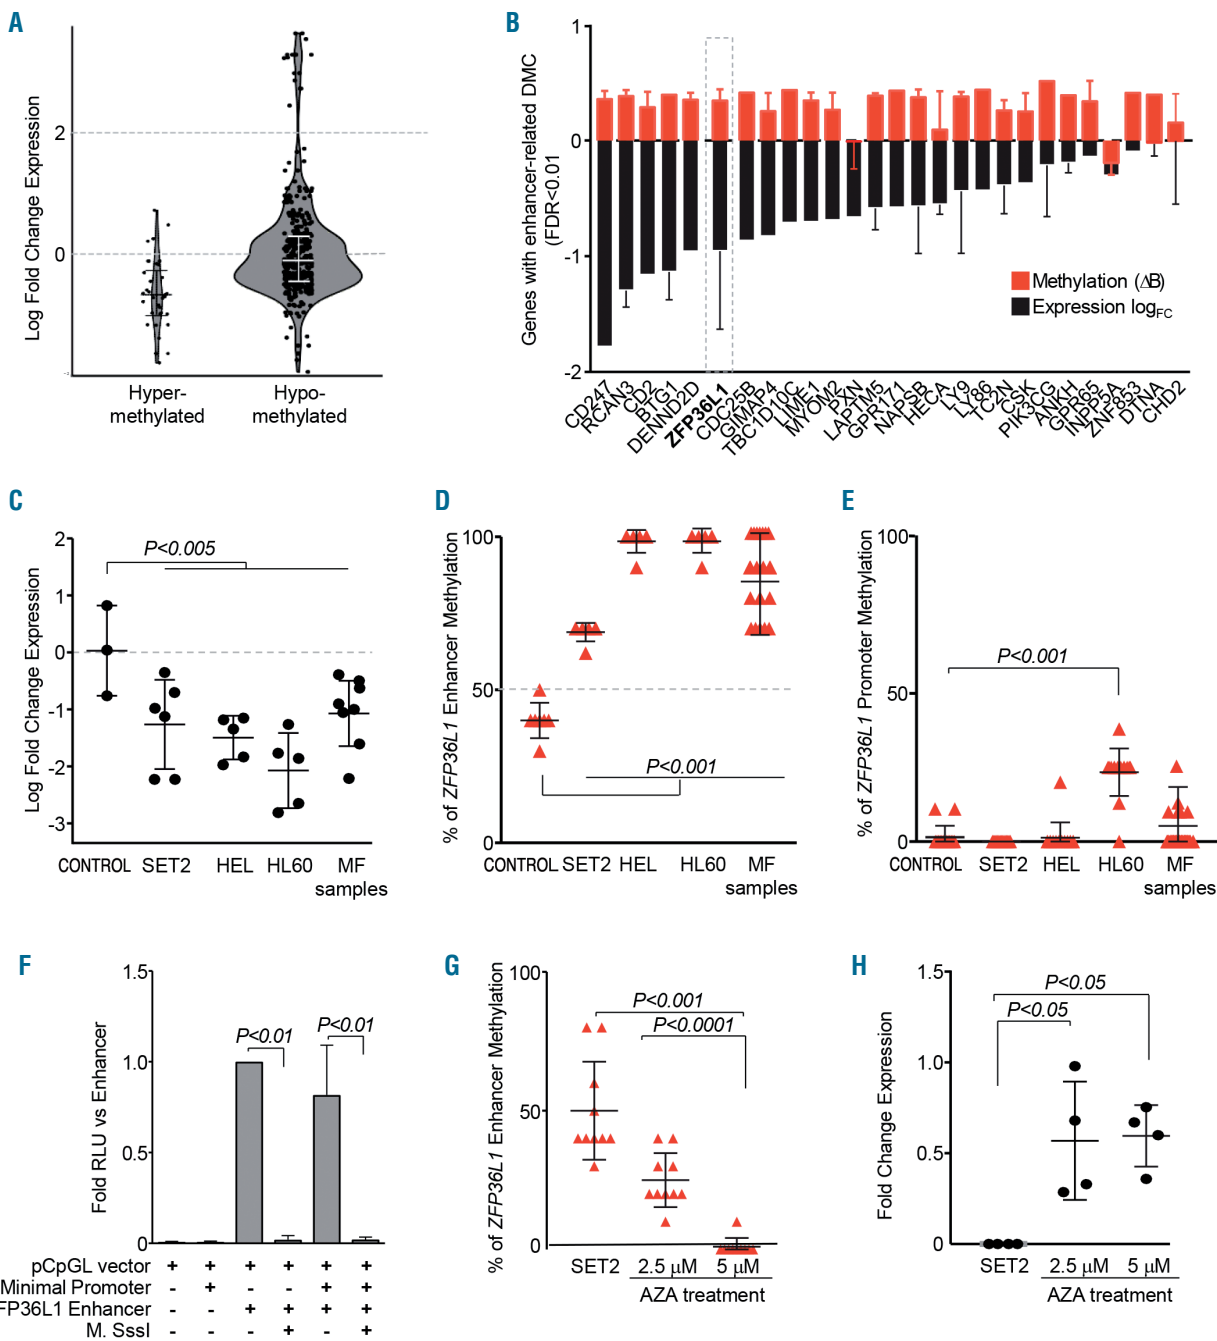 A
Log Fold Change Expression
2
0
-2
Hyper-
methylated
Hypo-
methylated
B
Genes with enhancer-related DMC
(FDR<0.01
1
0
-1
-2
Methylation (ΔB)
Expression logFC
CD247
RCAN3
CD2
BTG1
DENND2D
ZFP36L1
CDC25B
GIMAP4
TBC1D10C
LIME1
MYOM2
PXN
LAPTM5
GPR171
NAPSB
HECA
LY9
LY86
TC2N
CSK
PIK3CG
ANKH
GPR65
INPP5A
ZNF853
DTNA
CHD2
C
Log Fold Change Expression
2
1
0
-1
-2
-3
P<0.005
CONTROL
SET2
HEL
HL60
MF
samples
D
% of ZFP36L1 Enhancer Methylation
100
50
0
P<0.001
CONTROL
SET2
HEL
HL60
MF
samples
E
% of ZFP36L1 Promoter Methylation
100
50
0
P<0.001
CONTROL
SET2
HEL
HL60
MF
samples
F
Fold RLU vs Enhancer
1.5
1.0
0.5
0
P<0.01
P<0.01
pCpGL vector + + + + + +
Minimal Promoter - + - - + +
FP36L1 Enhancer - - + + + +
M. SssI - - - + - +
G
% of ZFP36L1 Enhancer Methylation
100
50
0
P<0.001
P<0.0001
SET2
2.5 µM
5 µM
AZA treatment
H
Fold Change Expression
1.5
1.0
0.5
0
P<0.05
P<0.05
SET2
2.5 µM
5 µM
AZA treatment